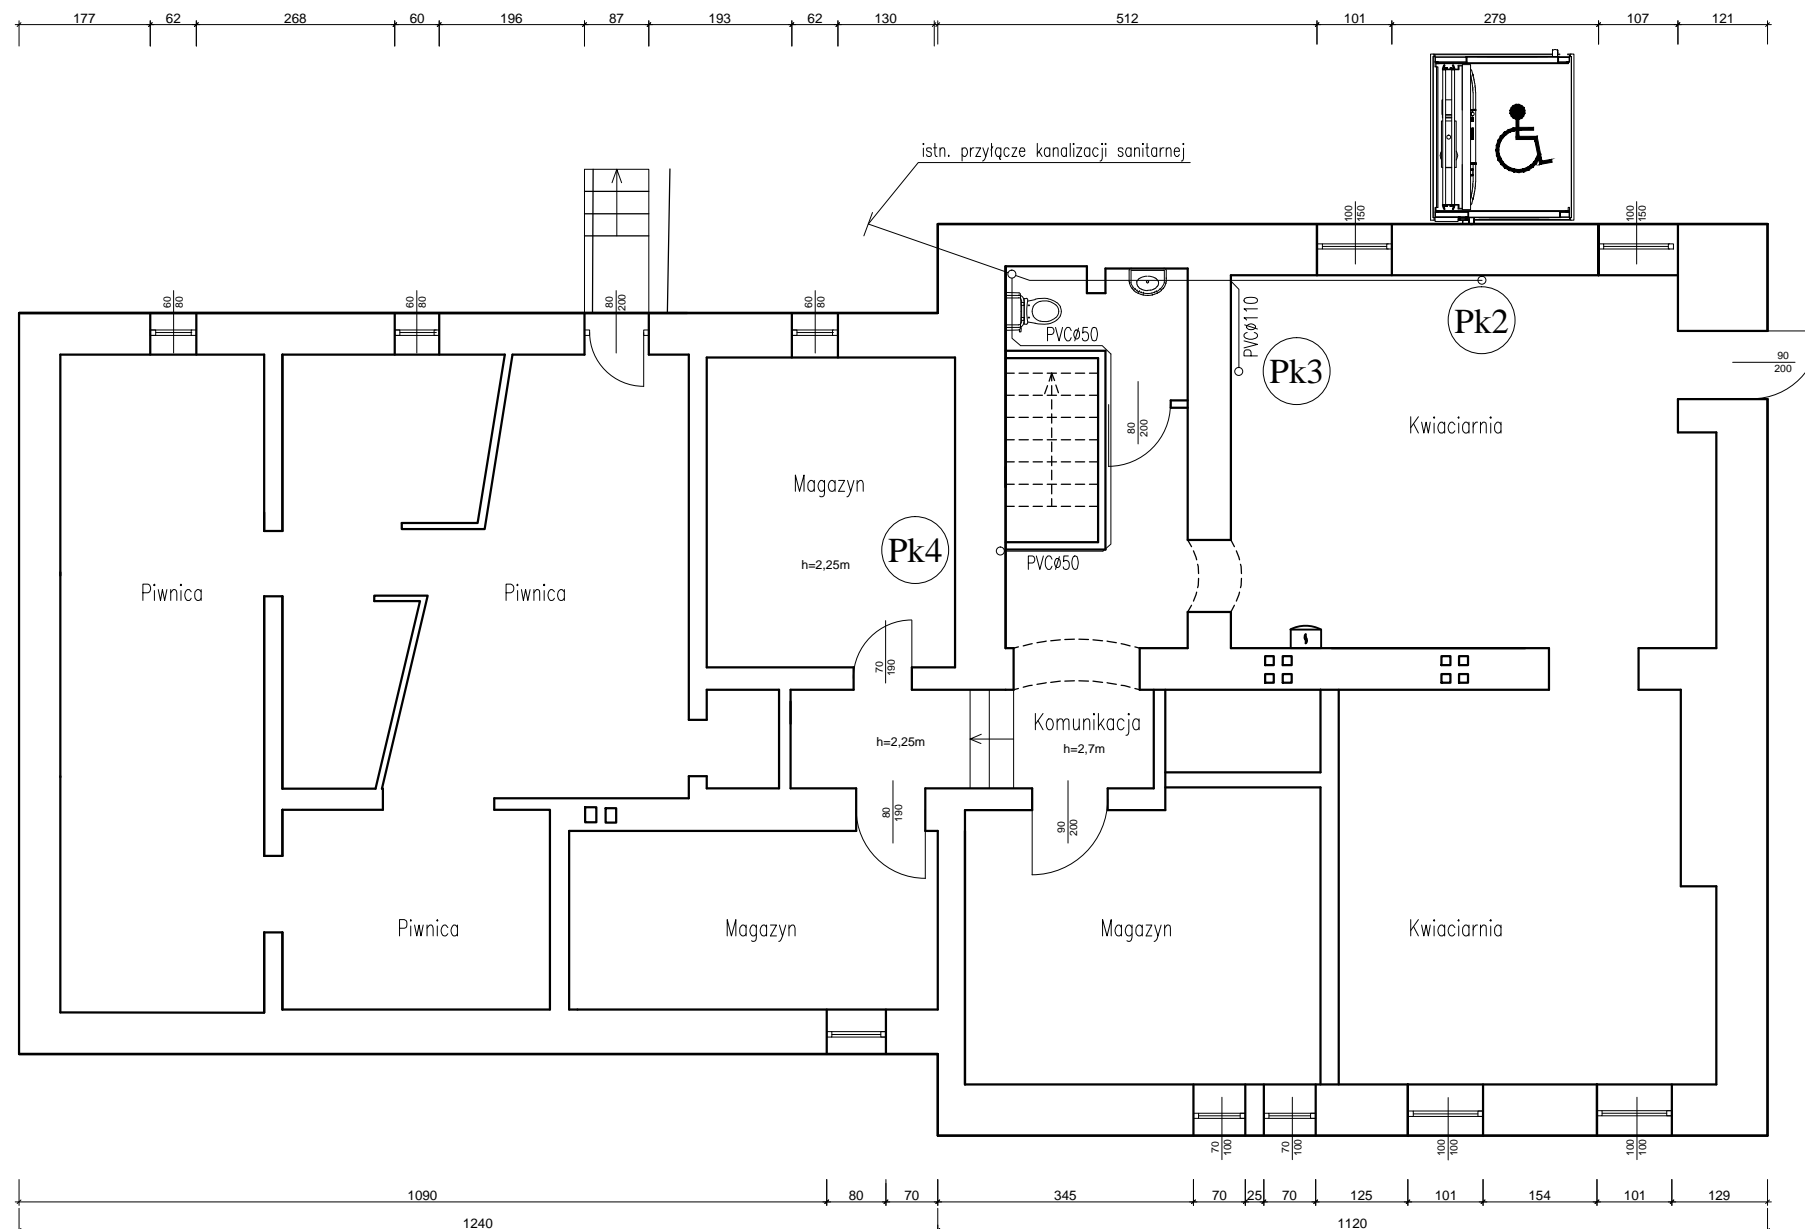 177 62 268 60 196 87 193 62 130 512 101 279 107 121
istn. przyłącze kanalizacji sanitarnej
100
150
100
150
60
80
60
80
80
200
60
80
Pk2
PVCø50
PVCø110
Pk3
90
200
80
200
Kwiaciarnia
Magazyn
Pk4
h=2,25m
PVCø50
Piwnica
Piwnica
70
190
Komunikacja
h=2,25m
h=2,7m
80
190
90
200
Piwnica
Magazyn
Magazyn
Kwiaciarnia
70
100
70
100
100
100
100
100
1090 80 70 345 70 25 70 125 101 154 101 129
1240 1120